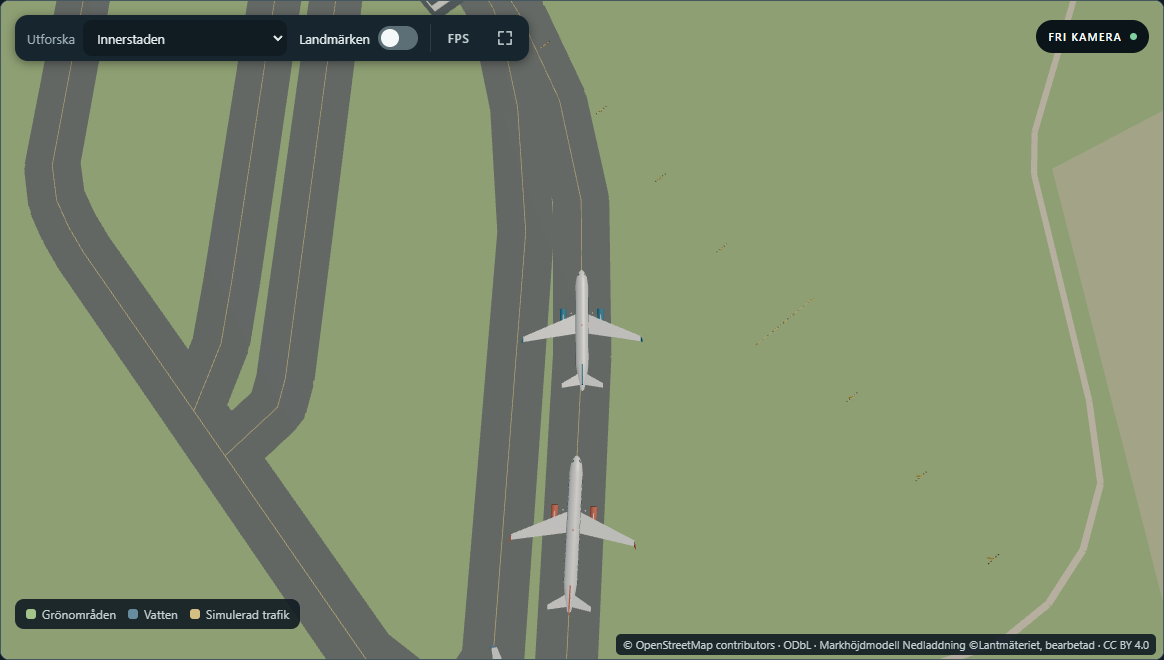 Utforska Innerstaden Landmärken FPS
FRI KAMERA
Grönområden Vatten Simulerad trafik
© OpenStreetMap contributors · ODbL · Markhöjdmodell Nedladdning ©Lantmäteriet, bearbetad · CC BY 4.0